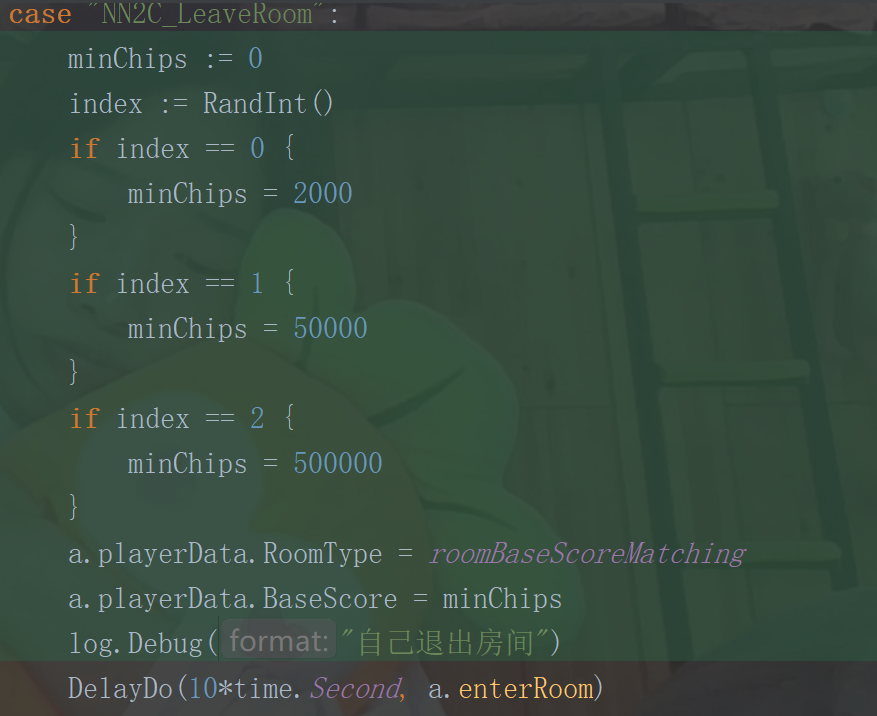 case "NN2C_LeaveRoom":
minChips := 0
index := RandInt()
if index == 0 {
minChips = 2000
}
if index == 1 {
minChips = 50000
}
if index == 2 {
minChips = 500000
}
a.playerData.RoomType = roomBaseScoreMatching
a.playerData.BaseScore = minChips
log.Debug( format: "自己退出房间")
DelayDo(10*time.Second, a.enterRoom)